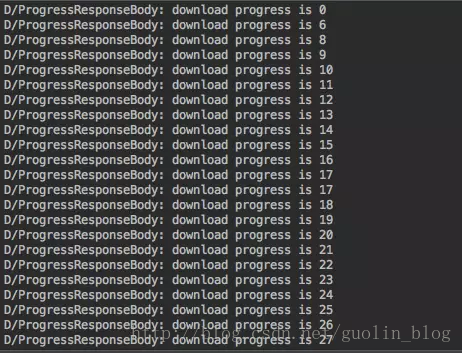 D/ProgressResponseBody: download progress is 0
D/ProgressResponseBody: download progress is 6
D/ProgressResponseBody: download progress is 8
D/ProgressResponseBody: download progress is 9
D/ProgressResponseBody: download progress is 10
D/ProgressResponseBody: download progress is 11
D/ProgressResponseBody: download progress is 12
D/ProgressResponseBody: download progress is 13
D/ProgressResponseBody: download progress is 14
D/ProgressResponseBody: download progress is 15
D/ProgressResponseBody: download progress is 16
D/ProgressResponseBody: download progress is 17
D/ProgressResponseBody: download progress is 17
D/ProgressResponseBody: download progress is 18
D/ProgressResponseBody: download progress is 19
D/ProgressResponseBody: download progress is 20
D/ProgressResponseBody: download progress is 21
D/ProgressResponseBody: download progress is 22
D/ProgressResponseBody: download progress is 23
D/ProgressResponseBody: download progress is 24
D/ProgressResponseBody: download progress is 25
D/ProgressResponseBody: download progress is 26
http://blog.csdn.net/guolin_blog
D/ProgressResponseBody: download progress is 27